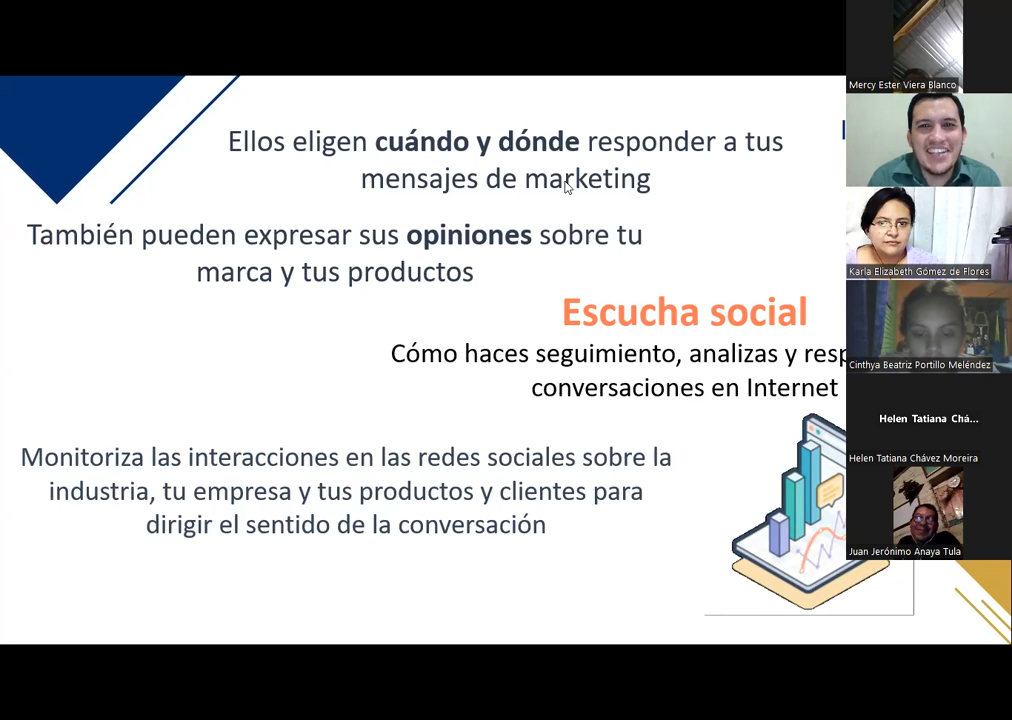 Ellos eligen cuándo y dónde responder a tus
mensajes de marketing
También pueden expresar sus opiniones sobre tu
marca y tus productos
Escucha social
Cómo haces seguimiento, analizas y resp
conversaciones en Internet
Monitoriza las interacciones en las redes sociales sobre la
industria, tu empresa y tus productos y clientes para
dirigir el sentido de la conversación
Mercy Ester Viera Blanco
Karla Elizabeth Gómez de Flores
Cinthya Beatriz Portillo Meléndez
Helen Tatiana Chá...
Helen Tatiana Chávez Moreira
Juan Jerónimo Anaya Tula